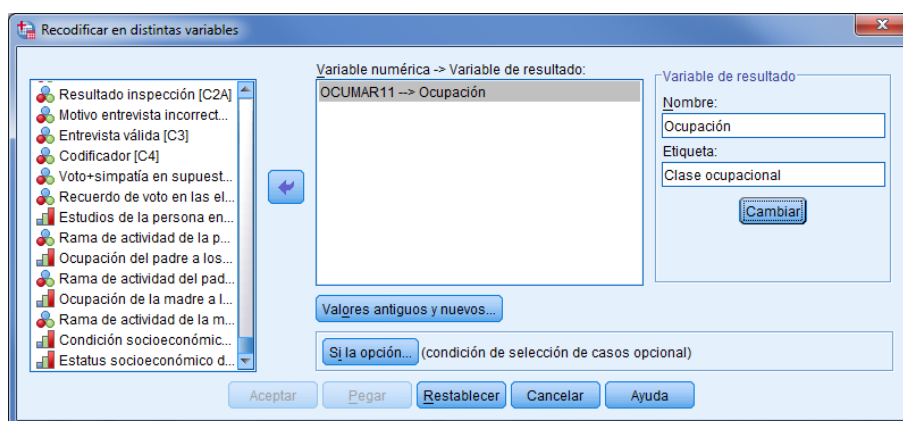 Recodificar en distintas variables
Resultado inspección [C2A]
Motivo entrevista incorrect...
Entrevista válida [C3]
Codificador [C4]
Voto+simpatía en supuest...
Recuerdo de voto en las el...
Estudios de la persona en...
Rama de actividad de la p...
Ocupación del padre a los...
Rama de actividad del pad...
Ocupación de la madre a l...
Rama de actividad de la m...
Condición socioeconómic...
Estatus socioeconómico d...
Variable numérica -> Variable de resultado:
OCUMAR11 --> Ocupación
Valores antiguos y nuevos...
Si la opción... (condición de selección de casos opcional)
Variable de resultado
Nombre:
Ocupación
Etiqueta:
Clase ocupacional
Cambiar
Aceptar Pegar Restablecer Cancelar Ayuda